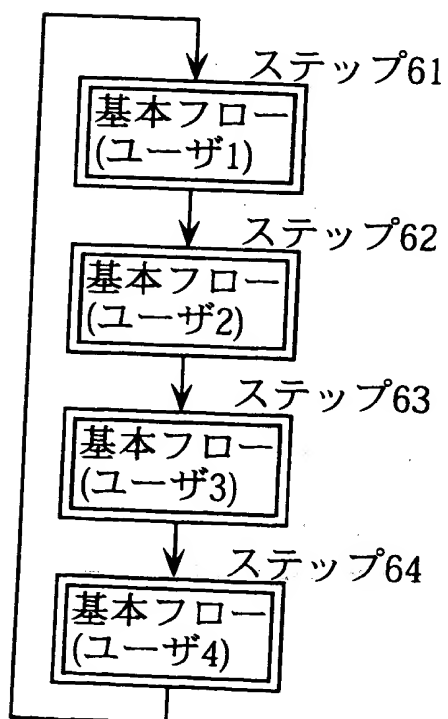 ステップ61
基本フロー
(ユーザ1)
ステップ62
基本フロー
(ユーザ2)
ステップ63
基本フロー
(ユーザ3)
ステップ64
基本フロー
(ユーザ4)